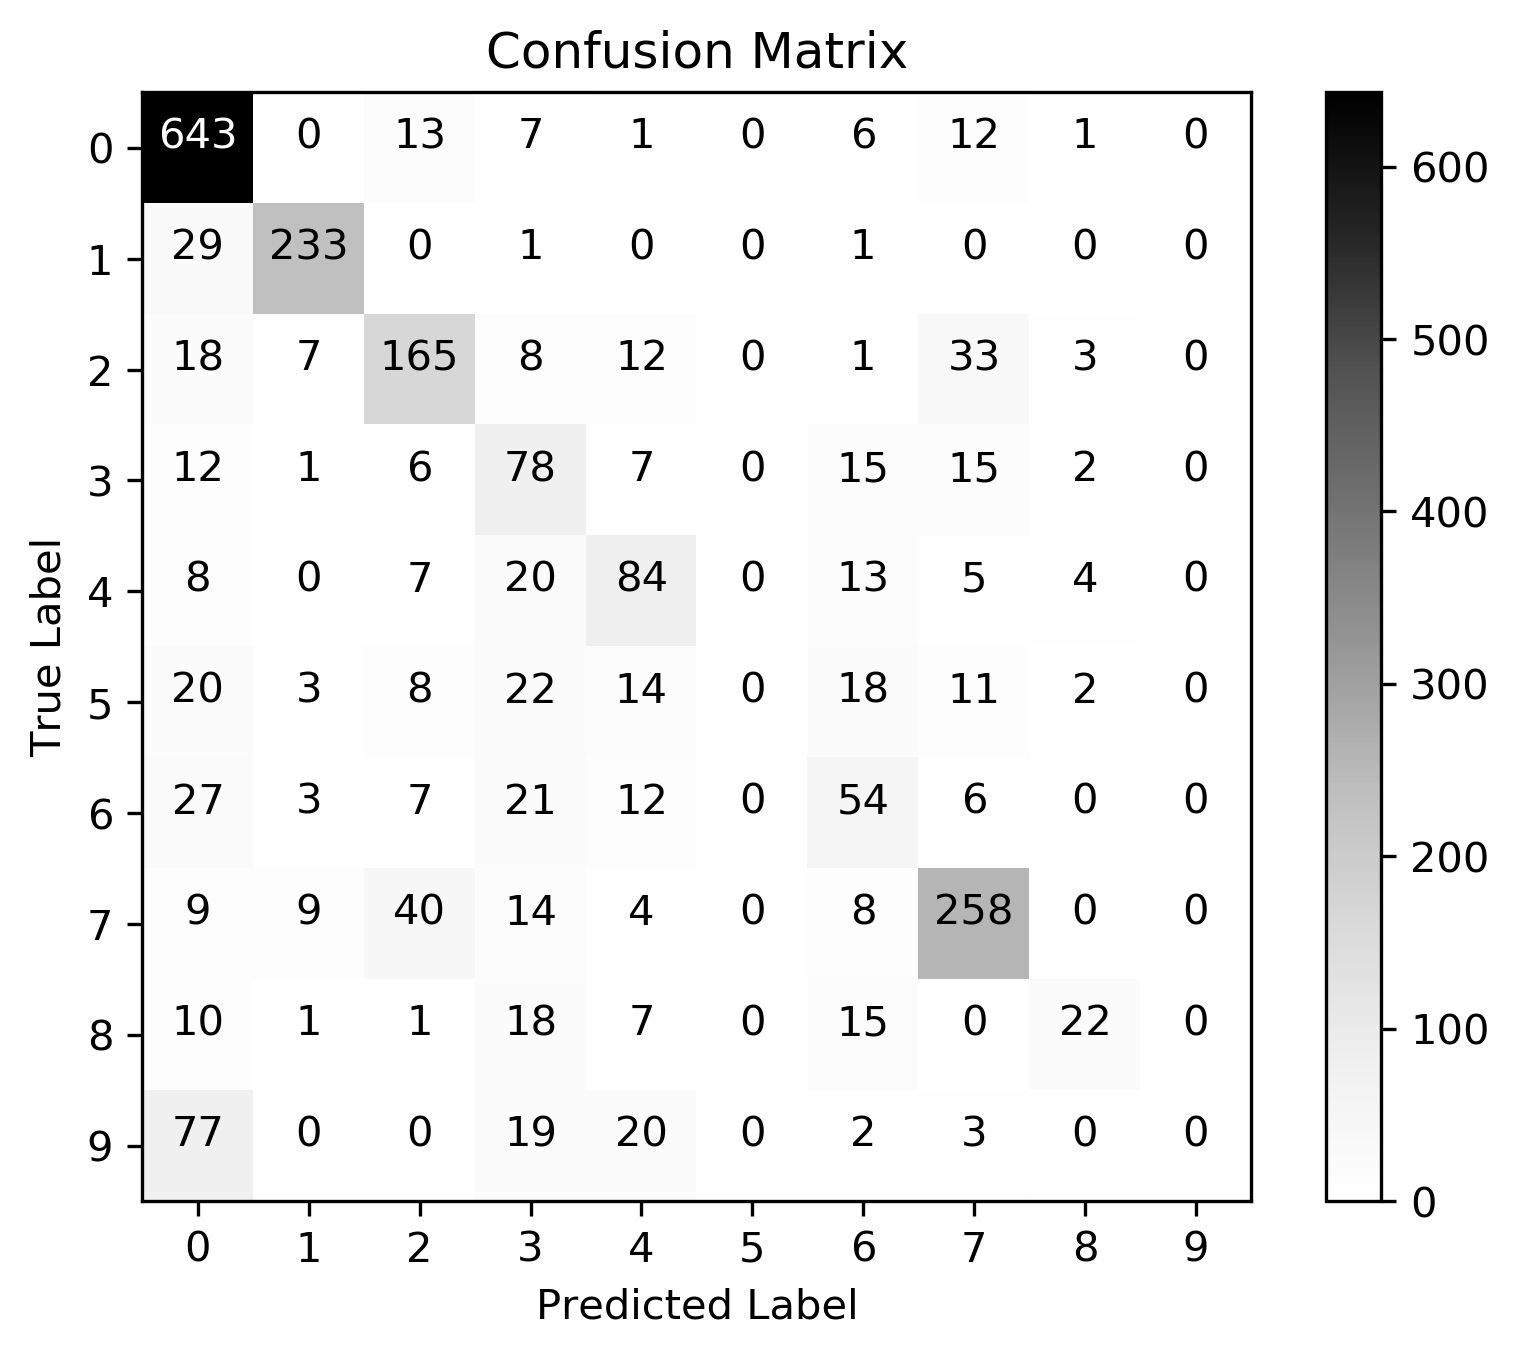 Confusion Matrix
True Label
0 643 0 13 7 1 0 6 12 1 0
1 29 233 0 1 0 0 1 0 0 0
2 18 7 165 8 12 0 1 33 3 0
3 12 1 6 78 7 0 15 15 2 0
4 8 0 7 20 84 0 13 5 4 0
5 20 3 8 22 14 0 18 11 2 0
6 27 3 7 21 12 0 54 6 0 0
7 9 9 40 14 4 0 8 258 0 0
8 10 1 1 18 7 0 15 0 22 0
9 77 0 0 19 20 0 2 3 0 0
0 1 2 3 4 5 6 7 8 9
Predicted Label
600
500
400
300
200
100
0